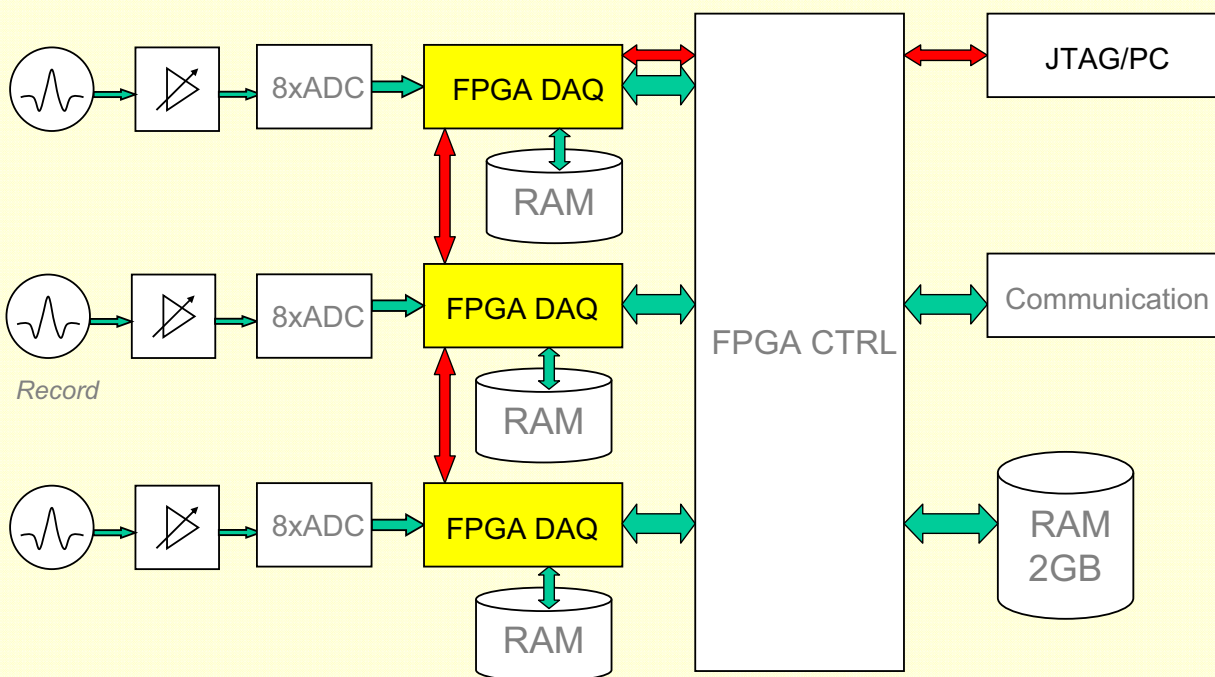 8xADC
FPGA DAQ
JTAG/PC
RAM
8xADC
FPGA DAQ
Communication
FPGA CTRL
Record
RAM
8xADC
FPGA DAQ
RAM
2GB
RAM